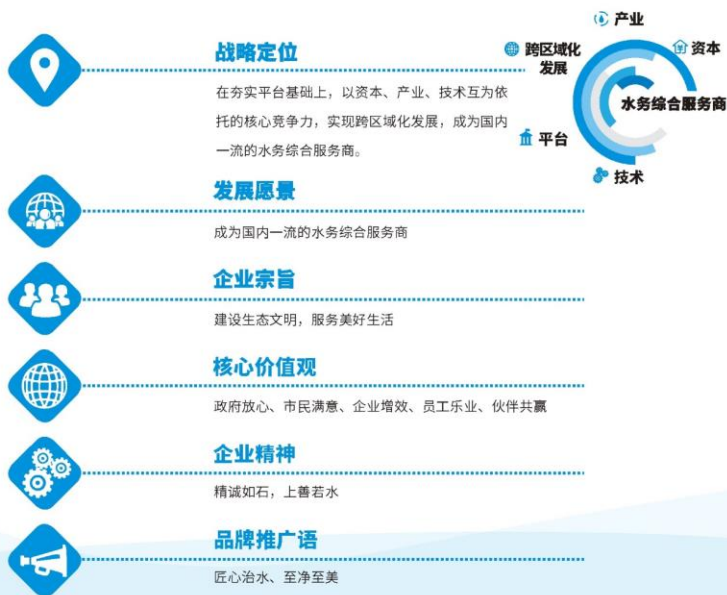 战略定位
在夯实平台基础上，以资本、产业、技术互为依
托的核心竞争力，实现跨区域化发展，成为国内
一流的水务综合服务商。
产业
跨区域化
发展
资本
水务综合服务商
平台
技术
发展愿景
成为国内一流的水务综合服务商
企业宗旨
建设生态文明，服务美好生活
核心价值观
政府放心、市民满意、企业增效、员工乐业、伙伴共赢
企业精神
精诚如石，上善若水
品牌推广语
匠心治水、至净至美